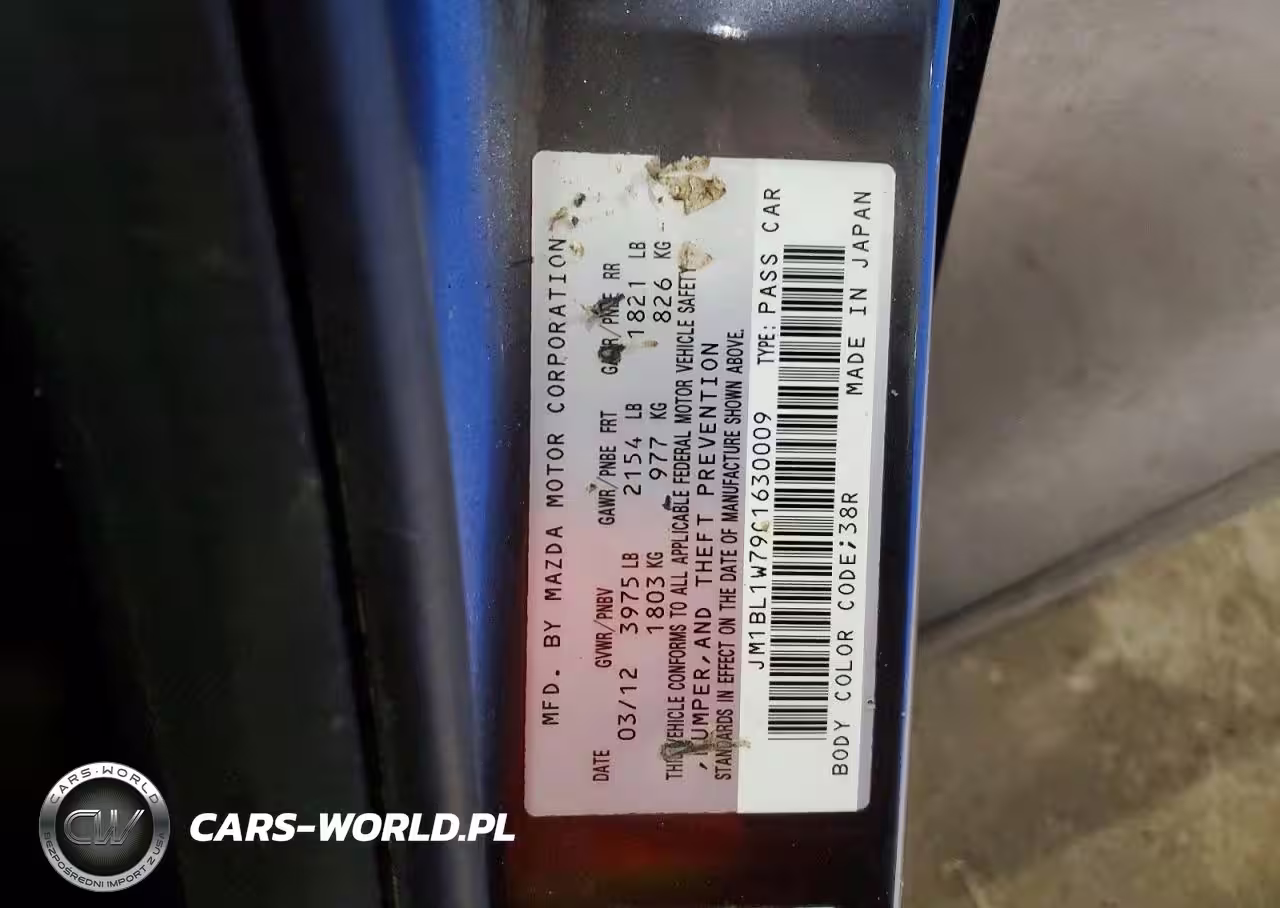 MFD. BY MAZDA MOTOR CORPORATION
DATE GVWR/PNBV GAWR/PNBE FRT GAWR/PNBE RR
03/12 3975 LB 2154 LB 1821 LB
1803 KG 977 KG 826 KG
VEHICLE CONFORMS TO ALL APPLICABLE FEDERAL MOTOR VEHICLE SAFETY
,BUMPER,AND THEFT PREVENTION
STANDARDS IN EFFECT ON THE DATE OF MANUFACTURE SHOWN ABOVE.
JM1BL1W79C1630009 TYPE: PASS CAR
BODY COLOR CODE;38R MADE IN JAPAN
CARS-WORLD
CW
BEZPOŚREDNI IMPORT Z USA
CARS-WORLD.PL